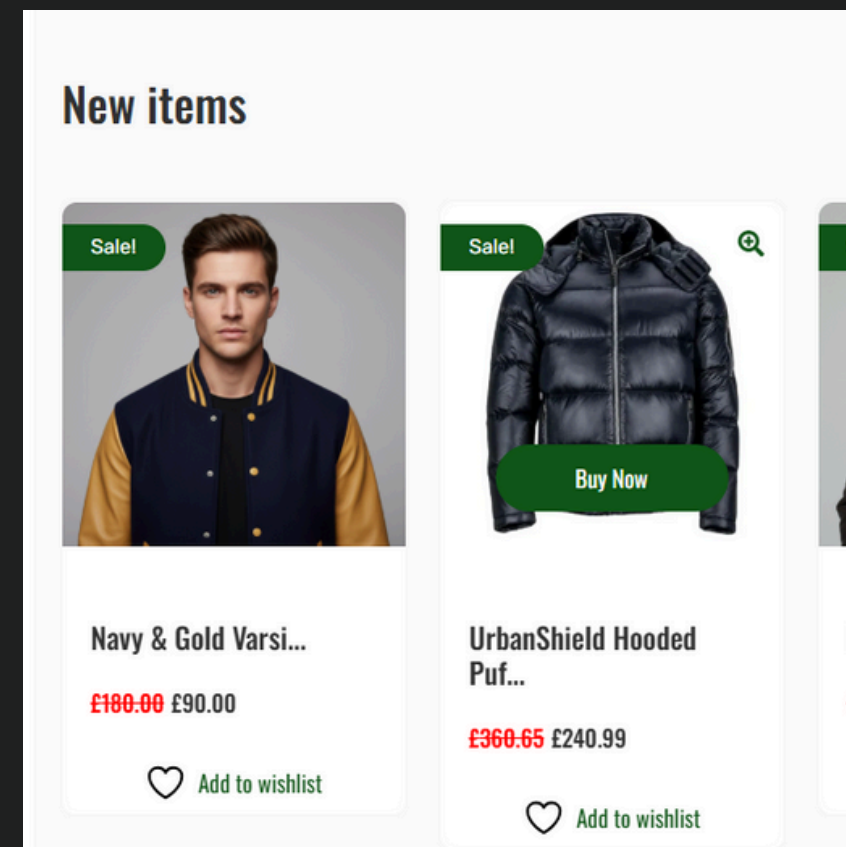 New items
Sale!
Navy & Gold Varsi...
£180.00 £90.00
Add to wishlist
Sale!
Buy Now
UrbanShield Hooded
Puf...
£360.65 £240.99
Add to wishlist